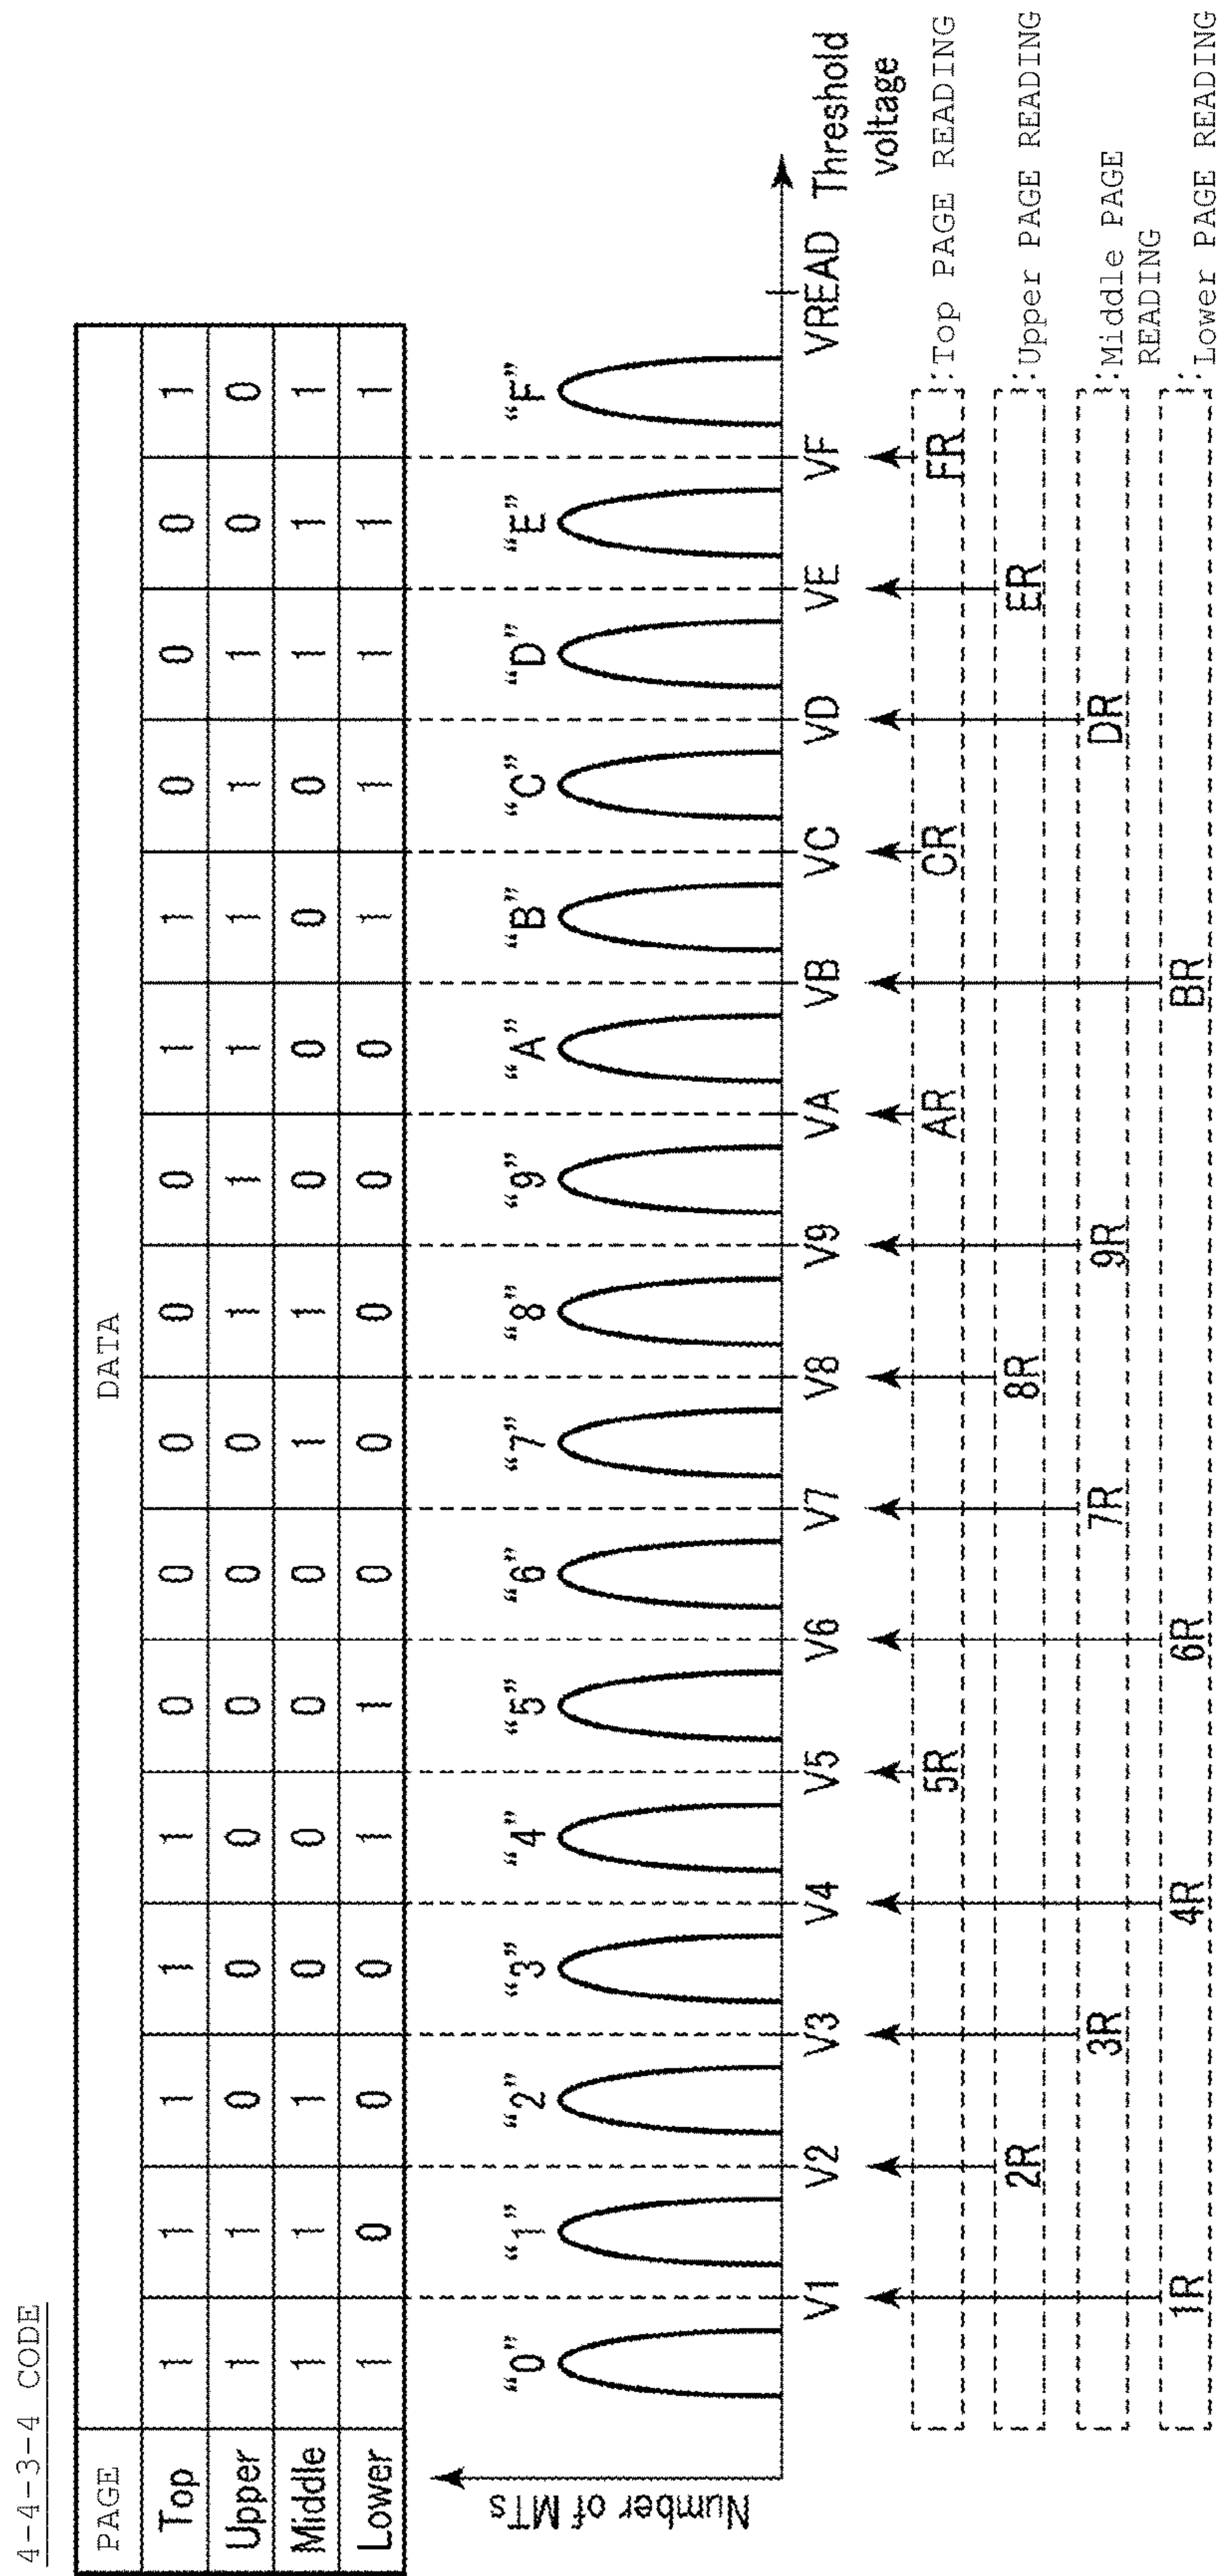 4-4-3-4 CODE
PAGE DATA
Top 1 1 1 1 1 0 0 0 0 0 1 1 0 0 0 1
Upper 1 1 0 0 0 0 0 0 1 1 1 1 1 1 0 0
Middle 1 1 1 0 0 0 0 1 1 0 0 0 0 1 1 1
Lower 1 0 0 0 1 1 0 0 0 0 0 1 1 1 1 1
“0” “1” “2” “3” “4” “5” “6” “7” “8” “9” “A” “B” “C” “D” “E” “F”
Number of MTs
V1 V2 V3 V4 V5 V6 V7 V8 V9 VA VB VC VD VE VF VREAD Threshold
voltage
5R AR CR FR :Top PAGE READING
2R 8R ER :Upper PAGE READING
3R 7R 9R DR :Middle PAGE
READING
1R 4R 6R BR :Lower PAGE READING